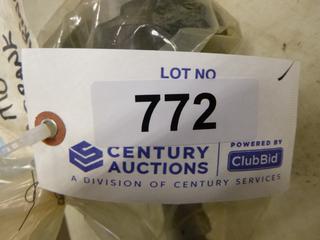 LOT NO
772
CENTURY
AUCTIONS
POWERED BY
ClubBid
A DIVISION OF CENTURY SERVICES